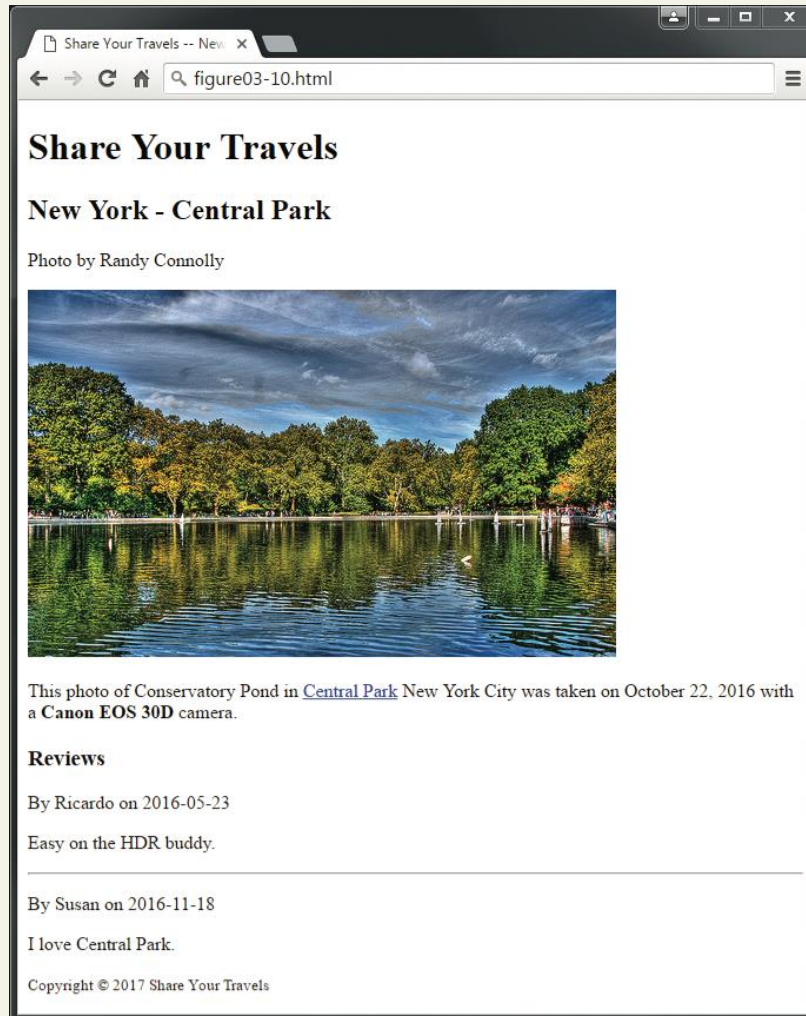 Share Your Travels -- New
figure03-10.html
Share Your Travels
New York - Central Park
Photo by Randy Connolly
This photo of Conservatory Pond in Central Park New York City was taken on October 22, 2016 with
a Canon EOS 30D camera.
Reviews
By Ricardo on 2016-05-23
Easy on the HDR buddy.
By Susan on 2016-11-18
I love Central Park.
Copyright © 2017 Share Your Travels